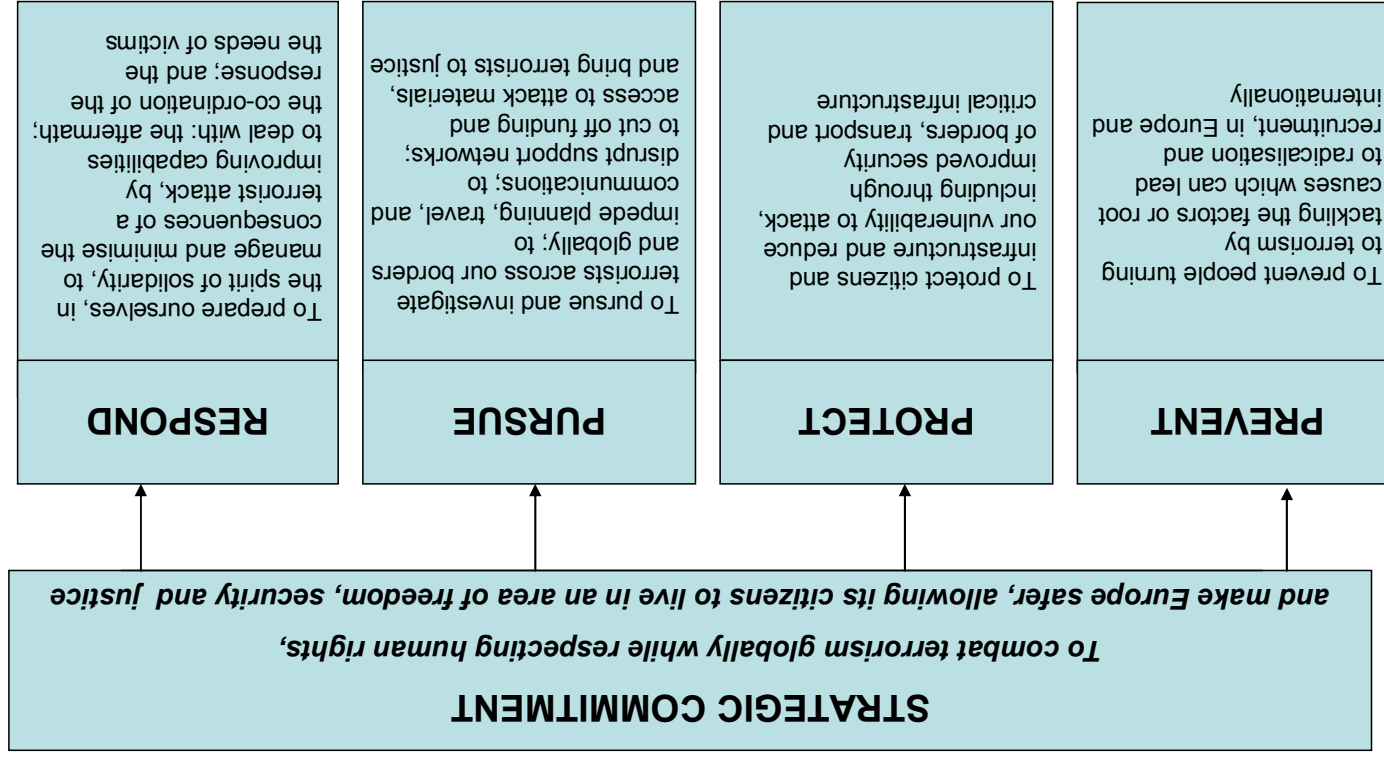 STRATEGIC COMMITMENT
To combat terrorism globally while respecting human rights,
and make Europe safer, allowing its citizens to live in an area of freedom, security and justice
PREVENT
To prevent people turning
to terrorism by
tackling the factors or root
causes which can lead
to radicalisation and
recruitment, in Europe and
internationally
PROTECT
To protect citizens and
infrastructure and reduce
our vulnerability to attack,
including through
improved security
of borders, transport and
critical infrastructure
PURSUE
To pursue and investigate
terrorists across our borders
and globally; to
impede planning, travel, and
communications; to
disrupt support networks;
to cut off funding and
access to attack materials,
and bring terrorists to justice
RESPOND
To prepare ourselves, in
the spirit of solidarity, to
manage and minimise the
consequences of a
terrorist attack, by
improving capabilities
to deal with: the aftermath;
the co-ordination of the
response; and the
the needs of victims